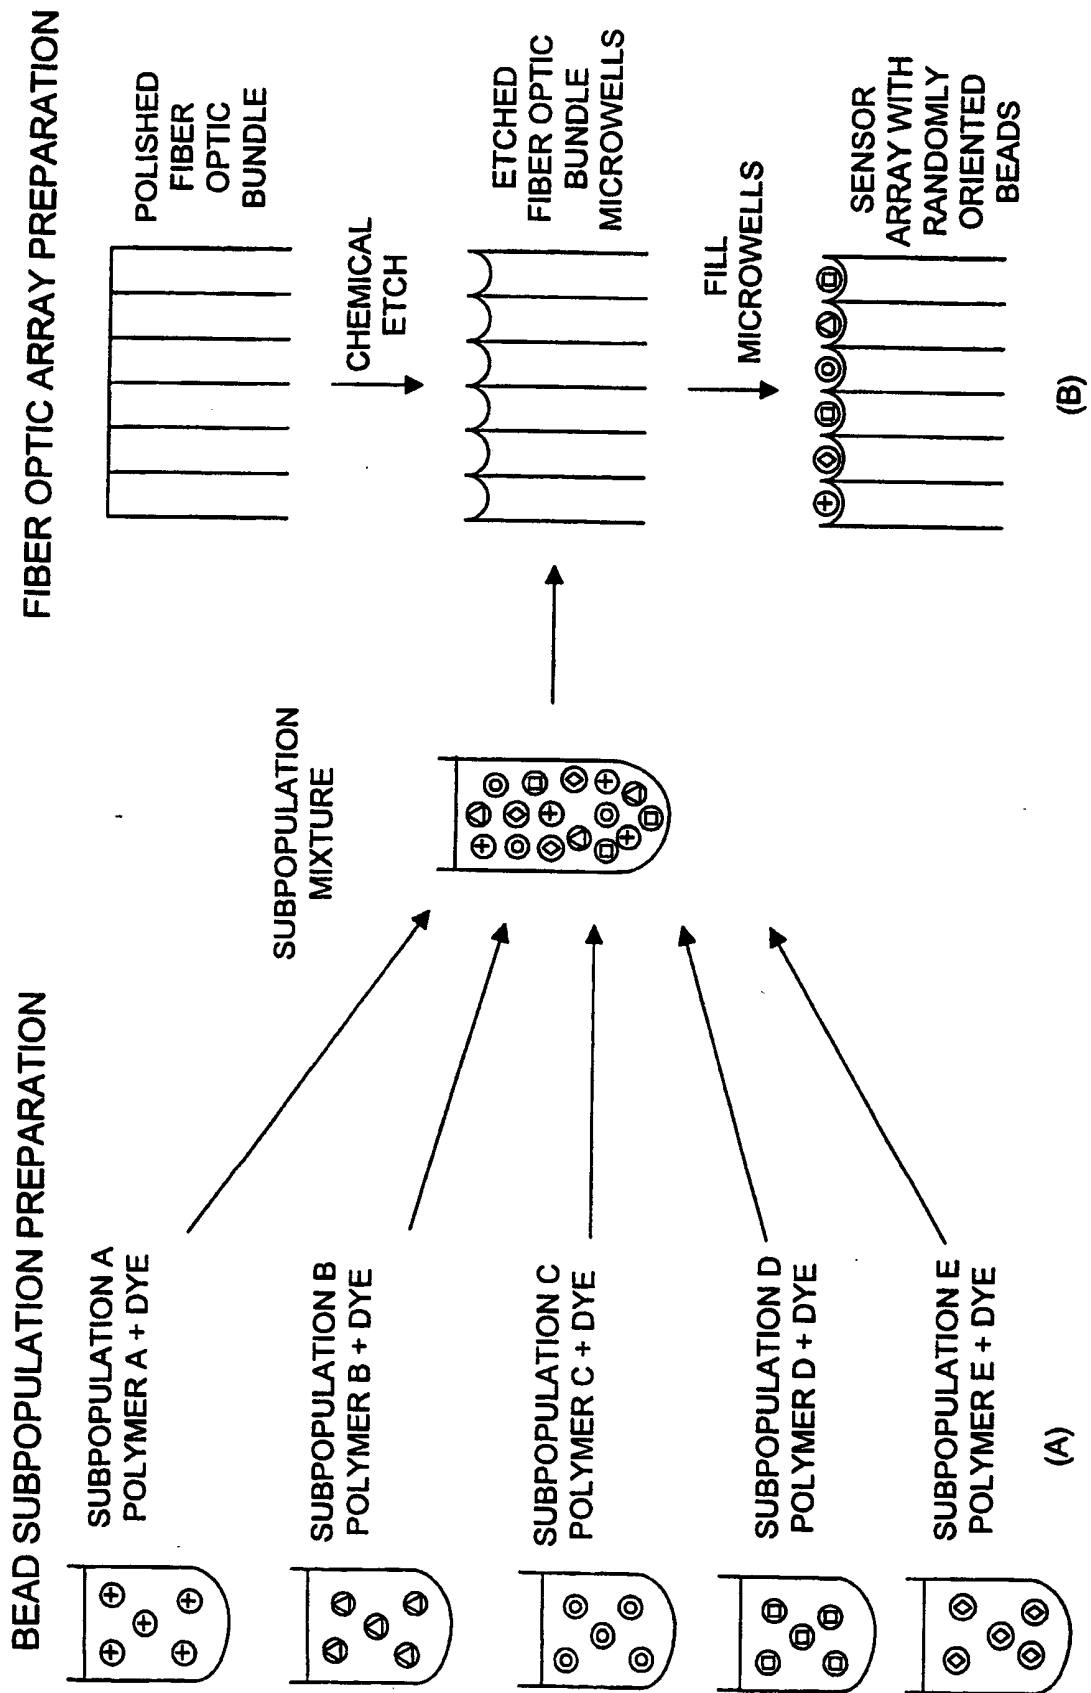 BEAD SUBPOPULATION PREPARATION
SUBPOPULATION A
POLYMER A + DYE
SUBPOPULATION B
POLYMER B + DYE
SUBPOPULATION C
POLYMER C + DYE
SUBPOPULATION D
POLYMER D + DYE
SUBPOPULATION E
POLYMER E + DYE
(A)
SUBPOPULATION
MIXTURE
FIBER OPTIC ARRAY PREPARATION
POLISHED
FIBER
OPTIC
BUNDLE
CHEMICAL
ETCH
ETCHED
FIBER OPTIC
BUNDLE
MICROWELLS
FILL
MICROWELLS
SENSOR
ARRAY WITH
RANDOMLY
ORIENTED
BEADS
(B)